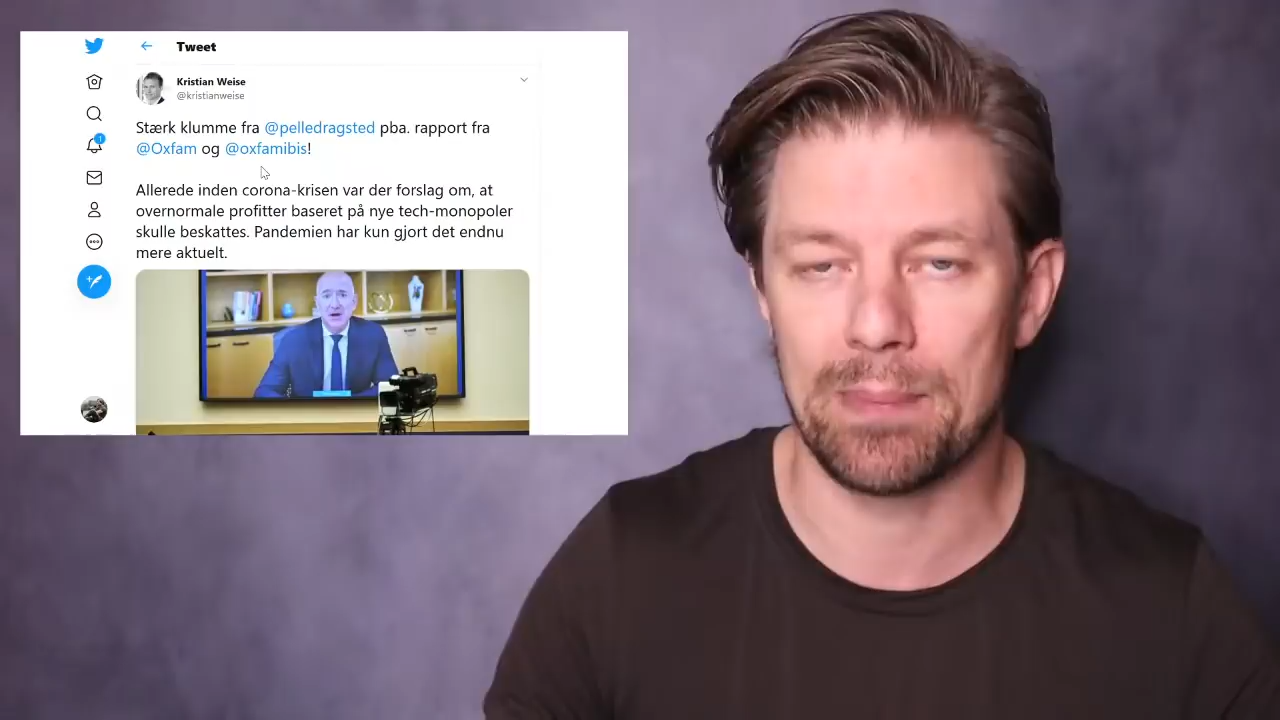 Tweet
Kristian Weise
@kristianweise
Stærk klumme fra @pelledragsted pba. rapport fra
@Oxfam og @oxfamibis!
Allerede inden corona-krisen var der forslag om, at
overnormale profitter baseret på nye tech-monopoler
skulle beskattes. Pandemien har kun gjort det endnu
mere aktuelt.
1